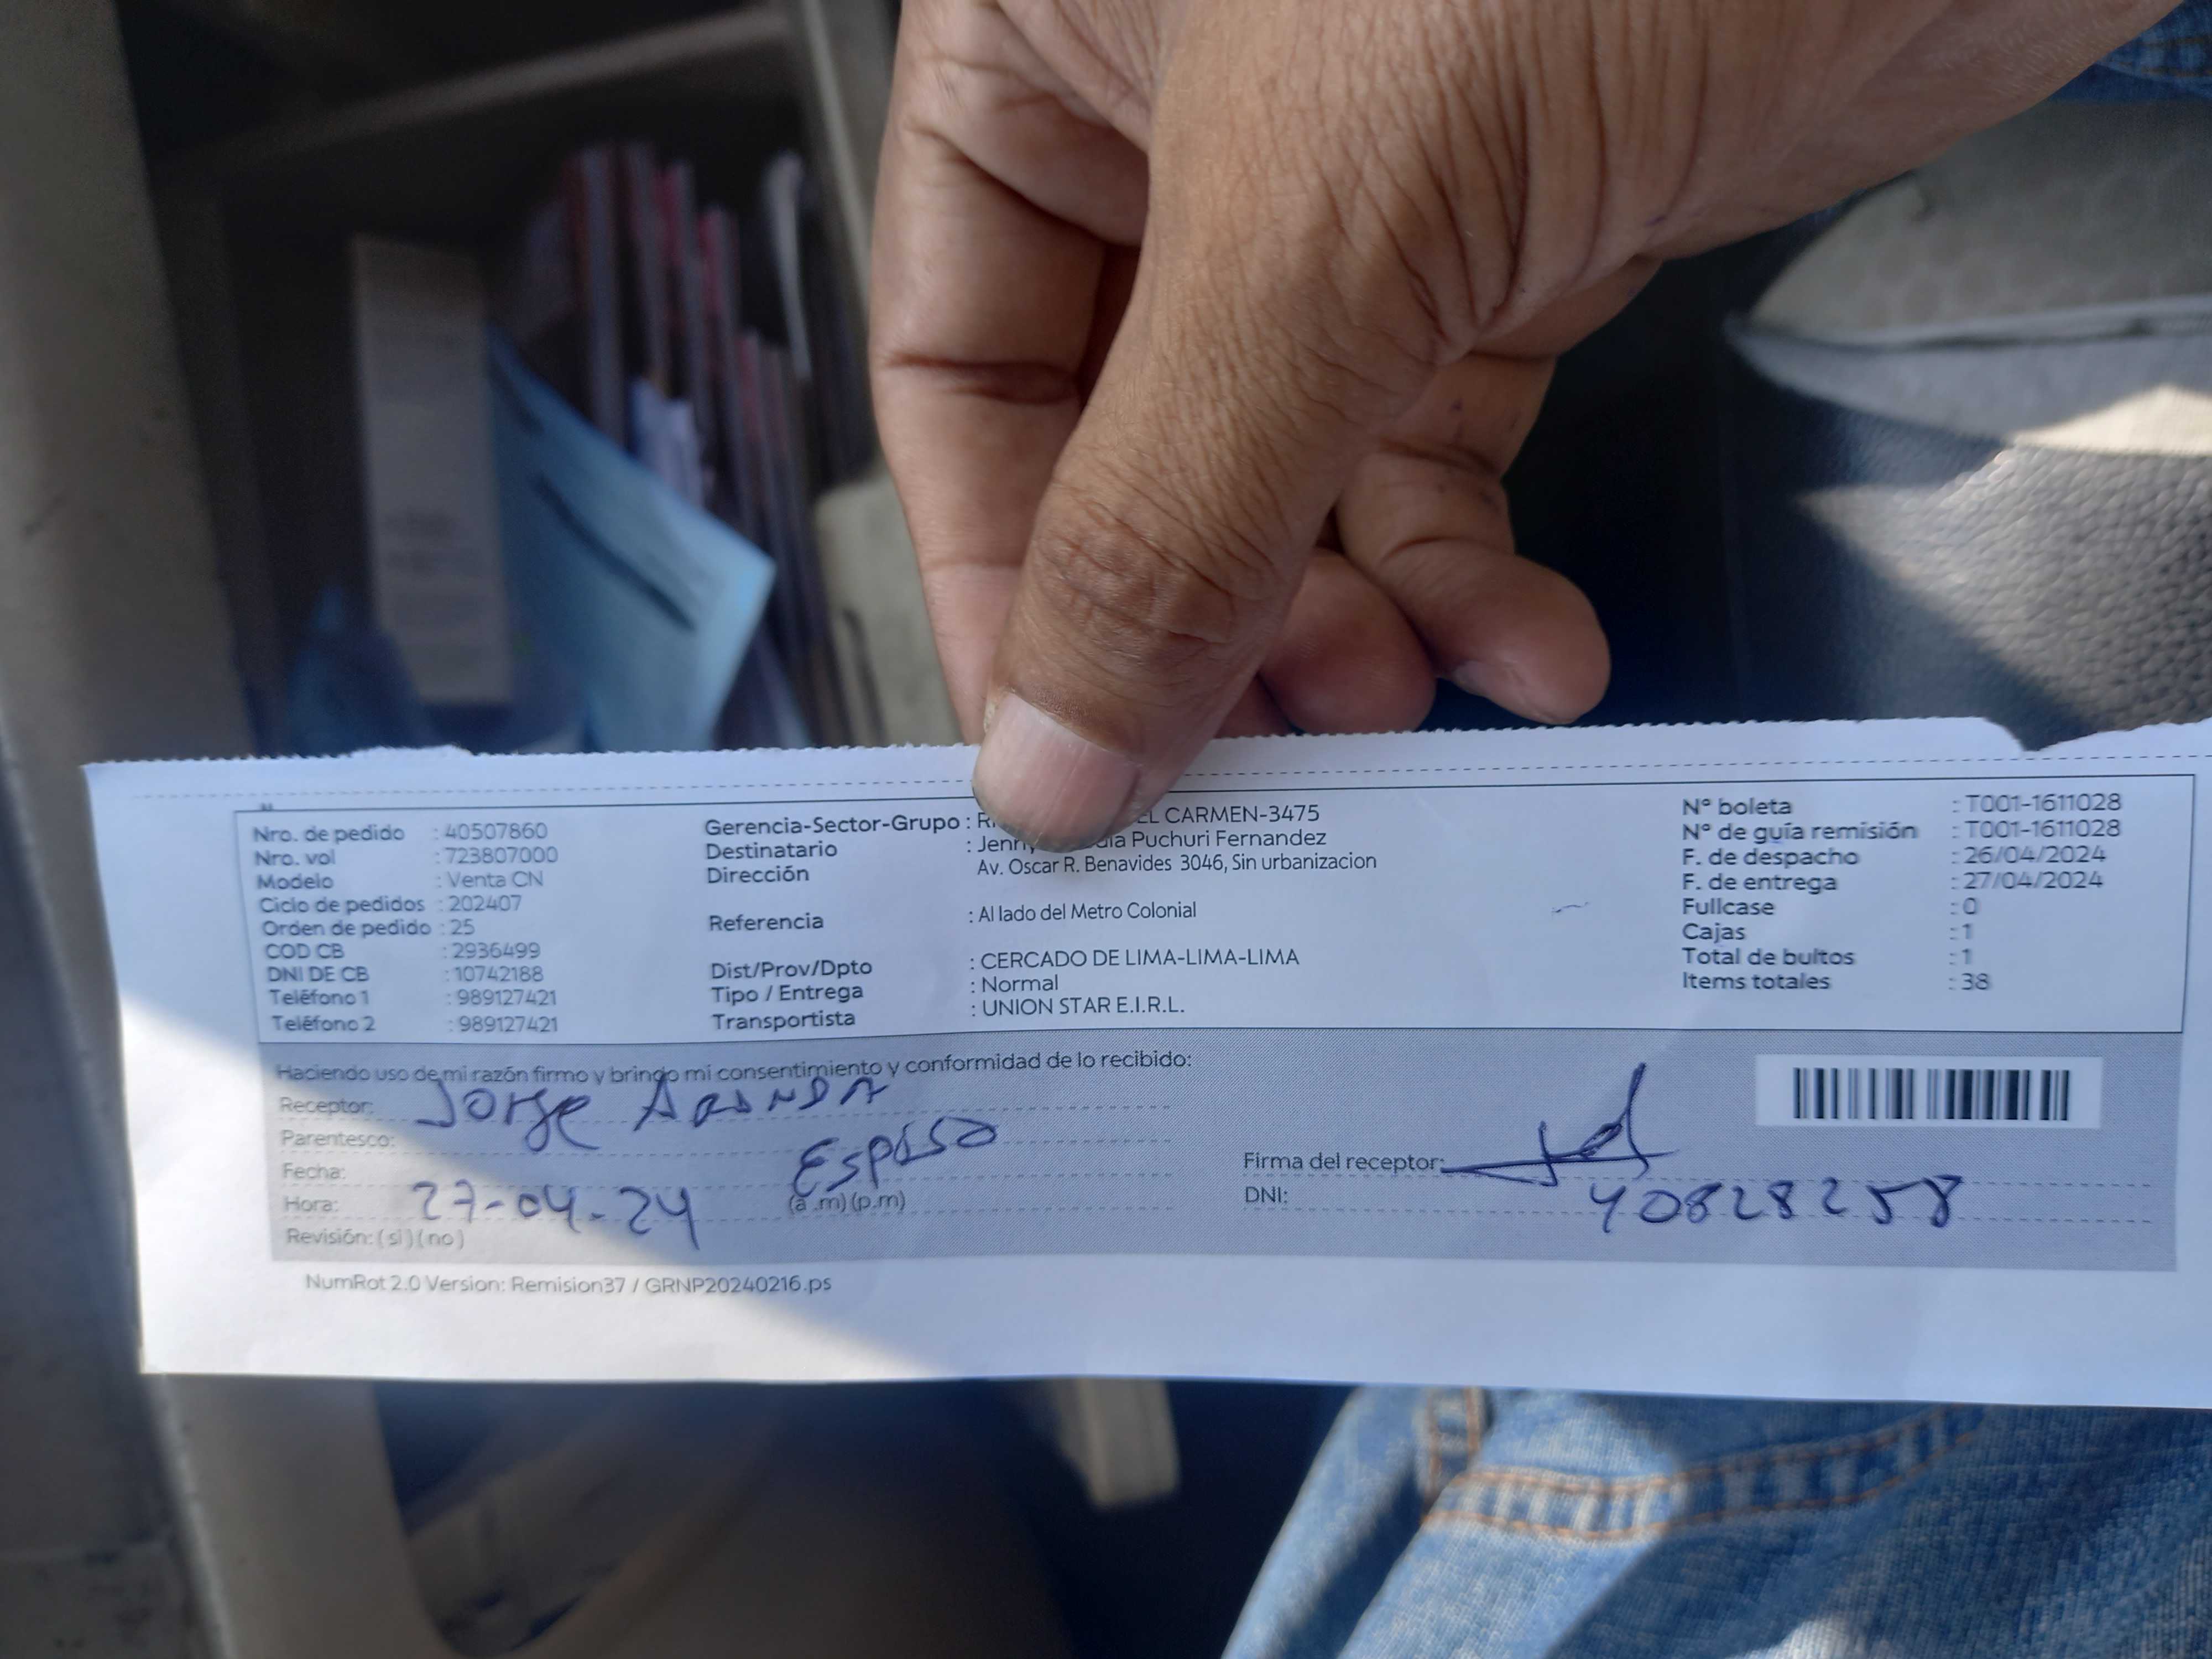 Nro. de pedido : 40507860
Nro. vol : 723807000
Modelo : Venta CN
Ciclo de pedidos : 202407
Orden de pedido : 25
COD CB : 2936499
DNI DE CB : 10742188
Teléfono 1 : 989127421
Teléfono 2 : 989127421
Gerencia-Sector-Grupo : EL CARMEN-3475
Destinatario : Puchuri Fernandez
Dirección Av. Oscar R. Benavides 3046, Sin urbanizacion
Referencia : Al lado del Metro Colonial
Dist/Prov/Dpto : CERCADO DE LIMA-LIMA-LIMA
Tipo / Entrega : Normal
Transportista : UNION STAR E.I.R.L.
Nº boleta : T001-1611028
Nº de guía remisión : T001-1611028
F. de despacho : 26/04/2024
F. de entrega : 27/04/2024
Fullcase : 0
Cajas : 1
Total de bultos : 1
Items totales : 38
Haciendo uso de mi razón firmo y brindo mi consentimiento y conformidad de lo recibido:
Receptor: Jorge ARANDA
Parentesco: Esposo
Fecha:
Hora: 27-04-24 (a.m) (p.m)
Revisión: (si) (no)
Firma del receptor:
DNI: 40828258
NumRot 2.0 Version: Remision37 / GRNP20240216.ps